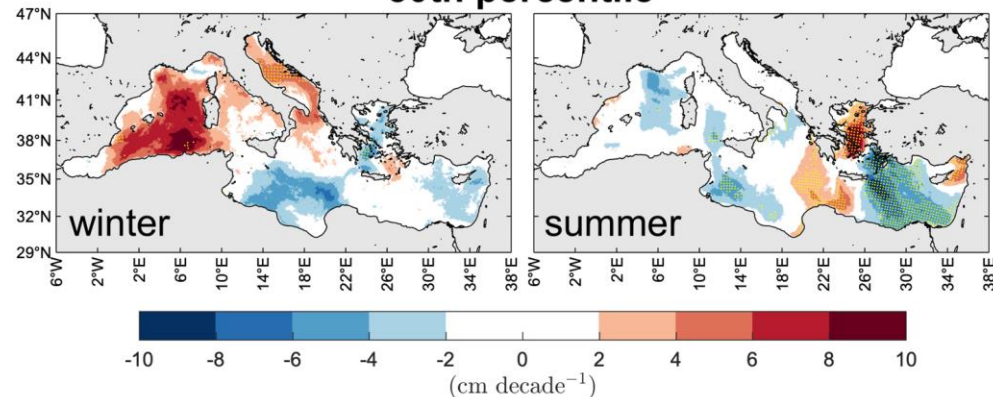 percentile
47°N
44°N
41°N
38°N
35°N
32°N
29°N
winter
summer
6°W 2°W 2°E 6°E 10°E 14°E 18°E 22°E 26°E 30°E 34°E 38°E 6°W 2°W 2°E 6°E 10°E 14°E 18°E 22°E 26°E 30°E 34°E 38°E
-10 -8 -6 -4 -2 0 2 4 6 8 10
(cm decade⁻¹)